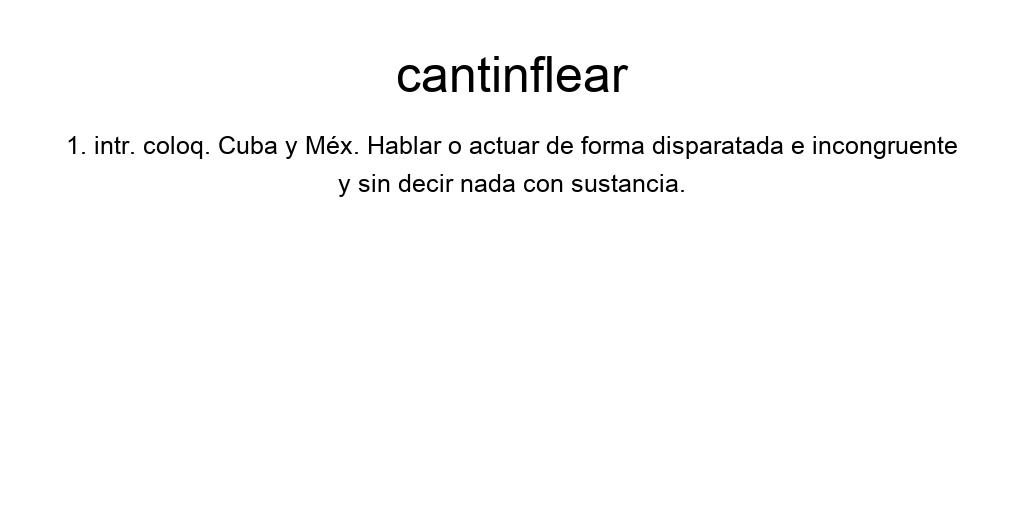 cantinflear
1. intr. coloq. Cuba y Méx. Hablar o actuar de forma disparatada e incongruente
y sin decir nada con sustancia.